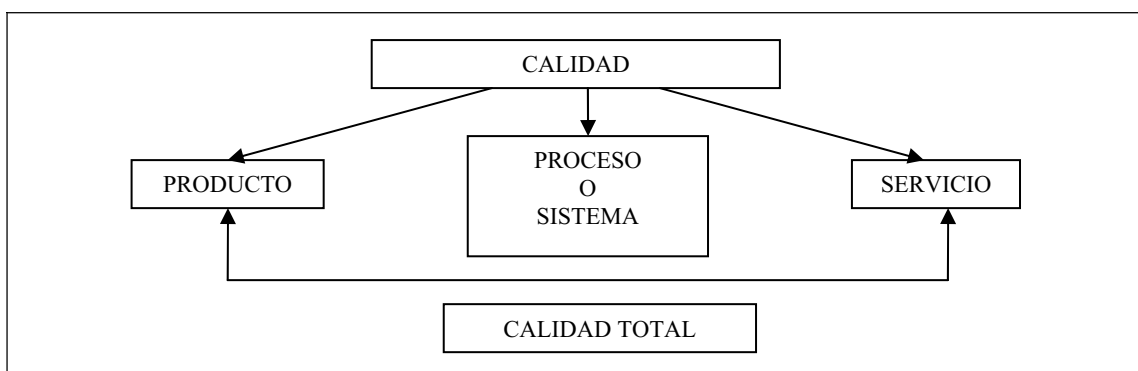 CALIDAD
PROCESO
O
SISTEMA
PRODUCTO
SERVICIO
CALIDAD TOTAL